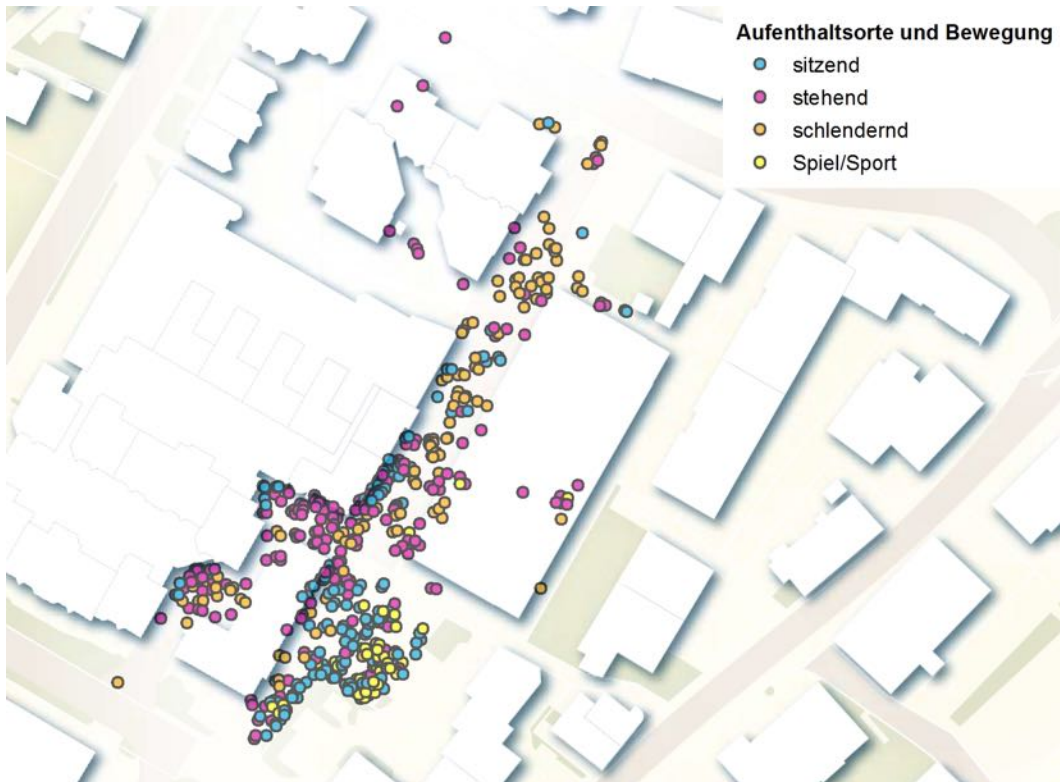 Aufenthaltsorte und Bewegung
sitzend
stehend
schlendernd
Spiel/Sport